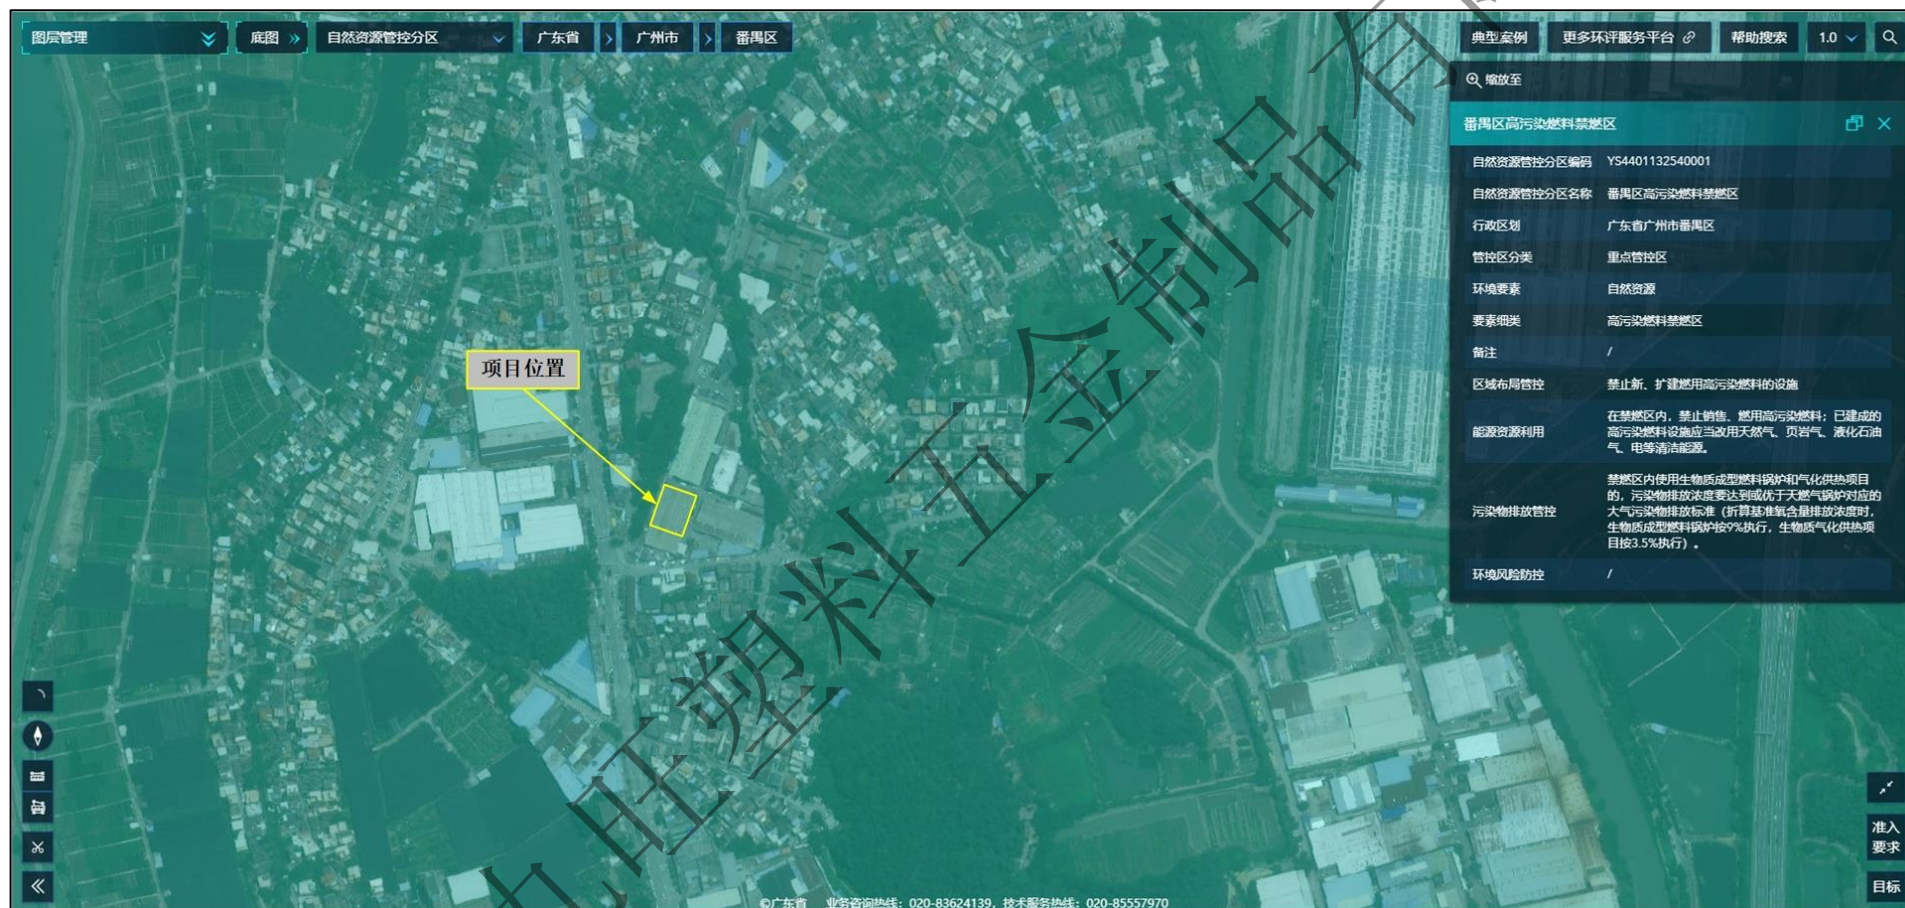 图层管理
底图
自然资源管控分区
广东省
广州市
番禺区
典型案例
更多环评服务平台
帮助搜索
1.0
缩放至
番禺区高污染燃料禁燃区
自然资源管控分区编码 YS4401132540001
自然资源管控分区名称 番禺区高污染燃料禁燃区
行政区划 广东省广州市番禺区
管控区分类 重点管控区
环境要素 自然资源
要素细类 高污染燃料禁燃区
备注 /
区域布局管控 禁止新、扩建燃用高污染燃料的设施
能源资源利用 在禁燃区内，禁止销售、燃用高污染燃料；已建成的
高污染燃料设施应当改用天然气、页岩气、液化石油
气、电等清洁能源。
污染物排放管控 禁燃区内使用生物质成型燃料锅炉和气化供热项目
的，污染物排放浓度要达到或优于天燃气锅炉对应的
大气污染物排放标准（折算基准氧含量排放浓度时，
生物质成型燃料锅炉按9%执行，生物质气化供热项
目按3.5%执行）。
环境风险防控 /
项目位置
准入
要求
目标
©广东省 业务咨询热线：020-83624139，技术服务热线：020-85557970
九旺塑料五金制品有